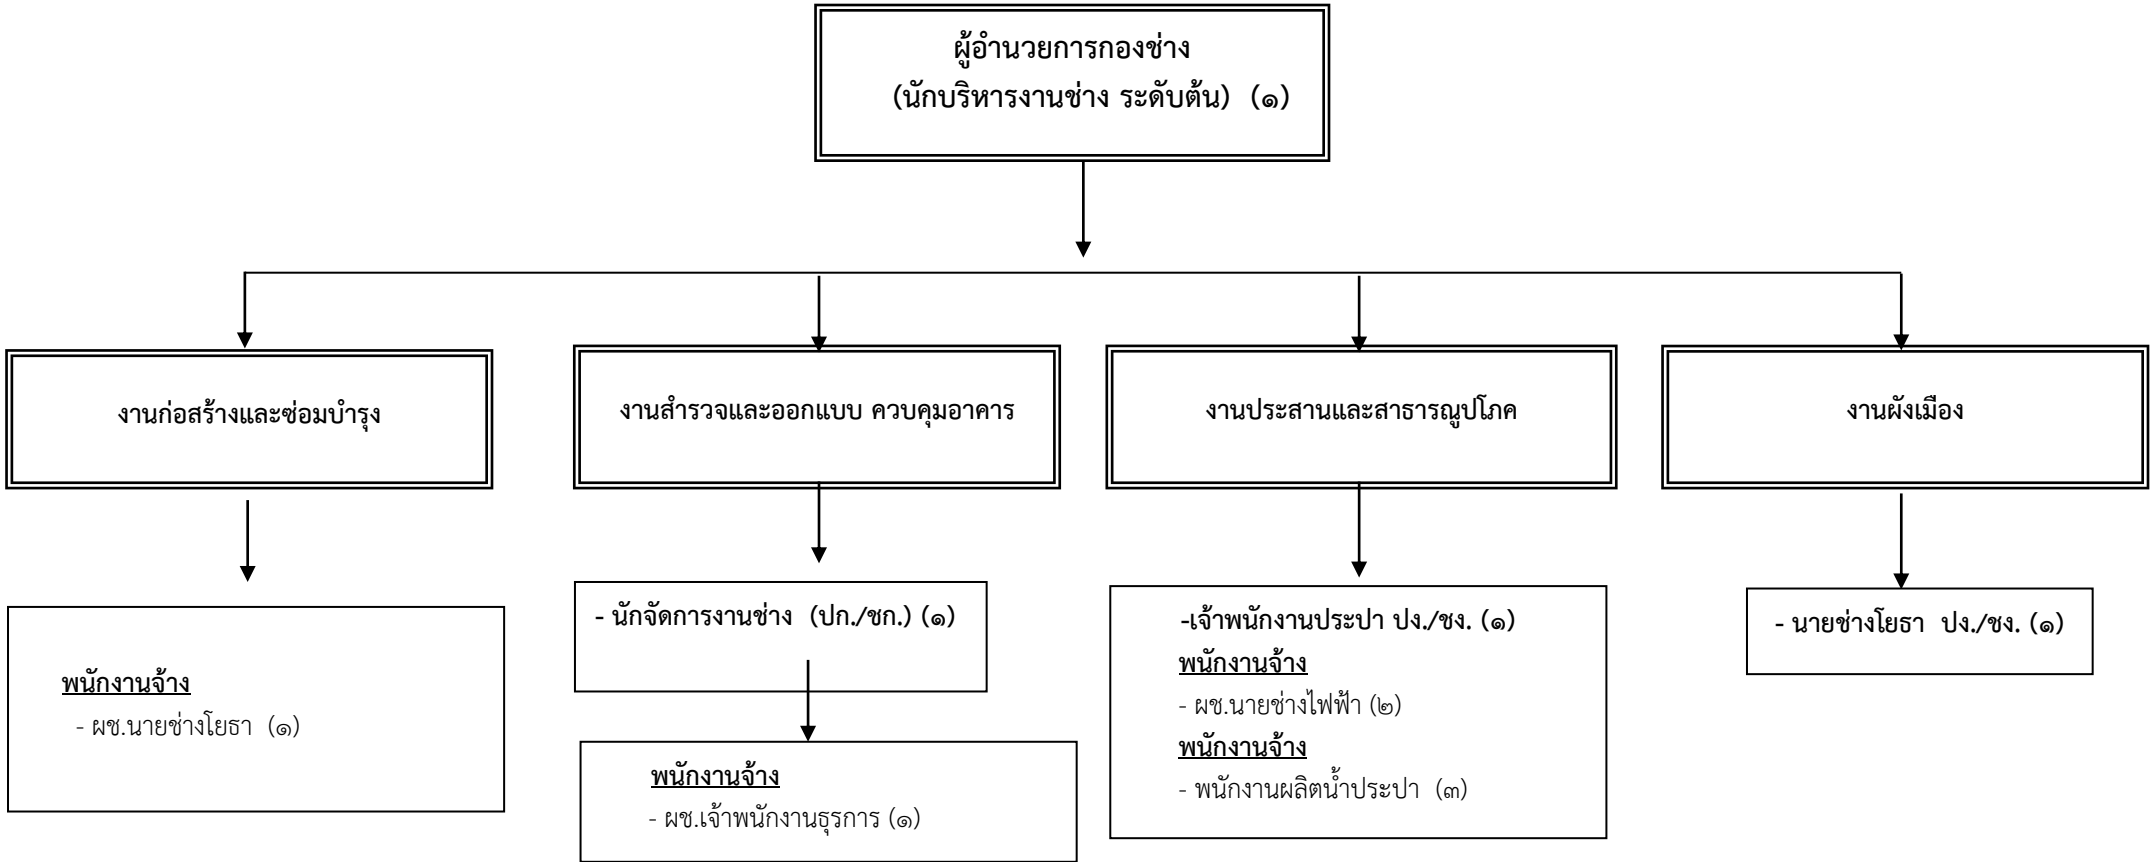 ผู้อำนวยการกองช่าง
(นักบริหารงานช่าง ระดับต้น) (๑)
งานก่อสร้างและซ่อมบำรุง
งานสำรวจและออกแบบ ควบคุมอาคาร
งานประสานและสาธารณูปโภค
งานผังเมือง
พนักงานจ้าง
- ผช.นายช่างโยธา (๑)
- นักจัดการงานช่าง (ปก./ชก.) (๑)
พนักงานจ้าง
- ผช.เจ้าพนักงานธุรการ (๑)
-เจ้าพนักงานประปา ปง./ชง. (๑)
พนักงานจ้าง
- ผช.นายช่างไฟฟ้า (๒)
พนักงานจ้าง
- พนักงานผลิตน้ำประปา (๓)
- นายช่างโยธา ปง./ชง. (๑)